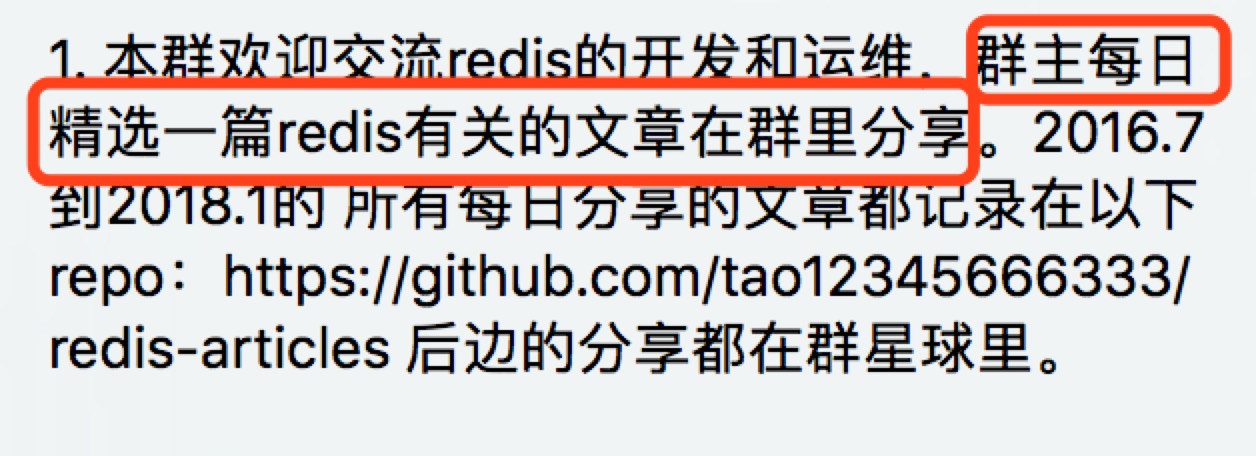 1. 本群欢迎交流redis的开发和运维，群主每日
精选一篇redis有关的文章在群里分享。2016.7
到2018.1的 所有每日分享的文章都记录在以下
repo：https://github.com/tao12345666333/
redis-articles 后边的分享都在群星球里。